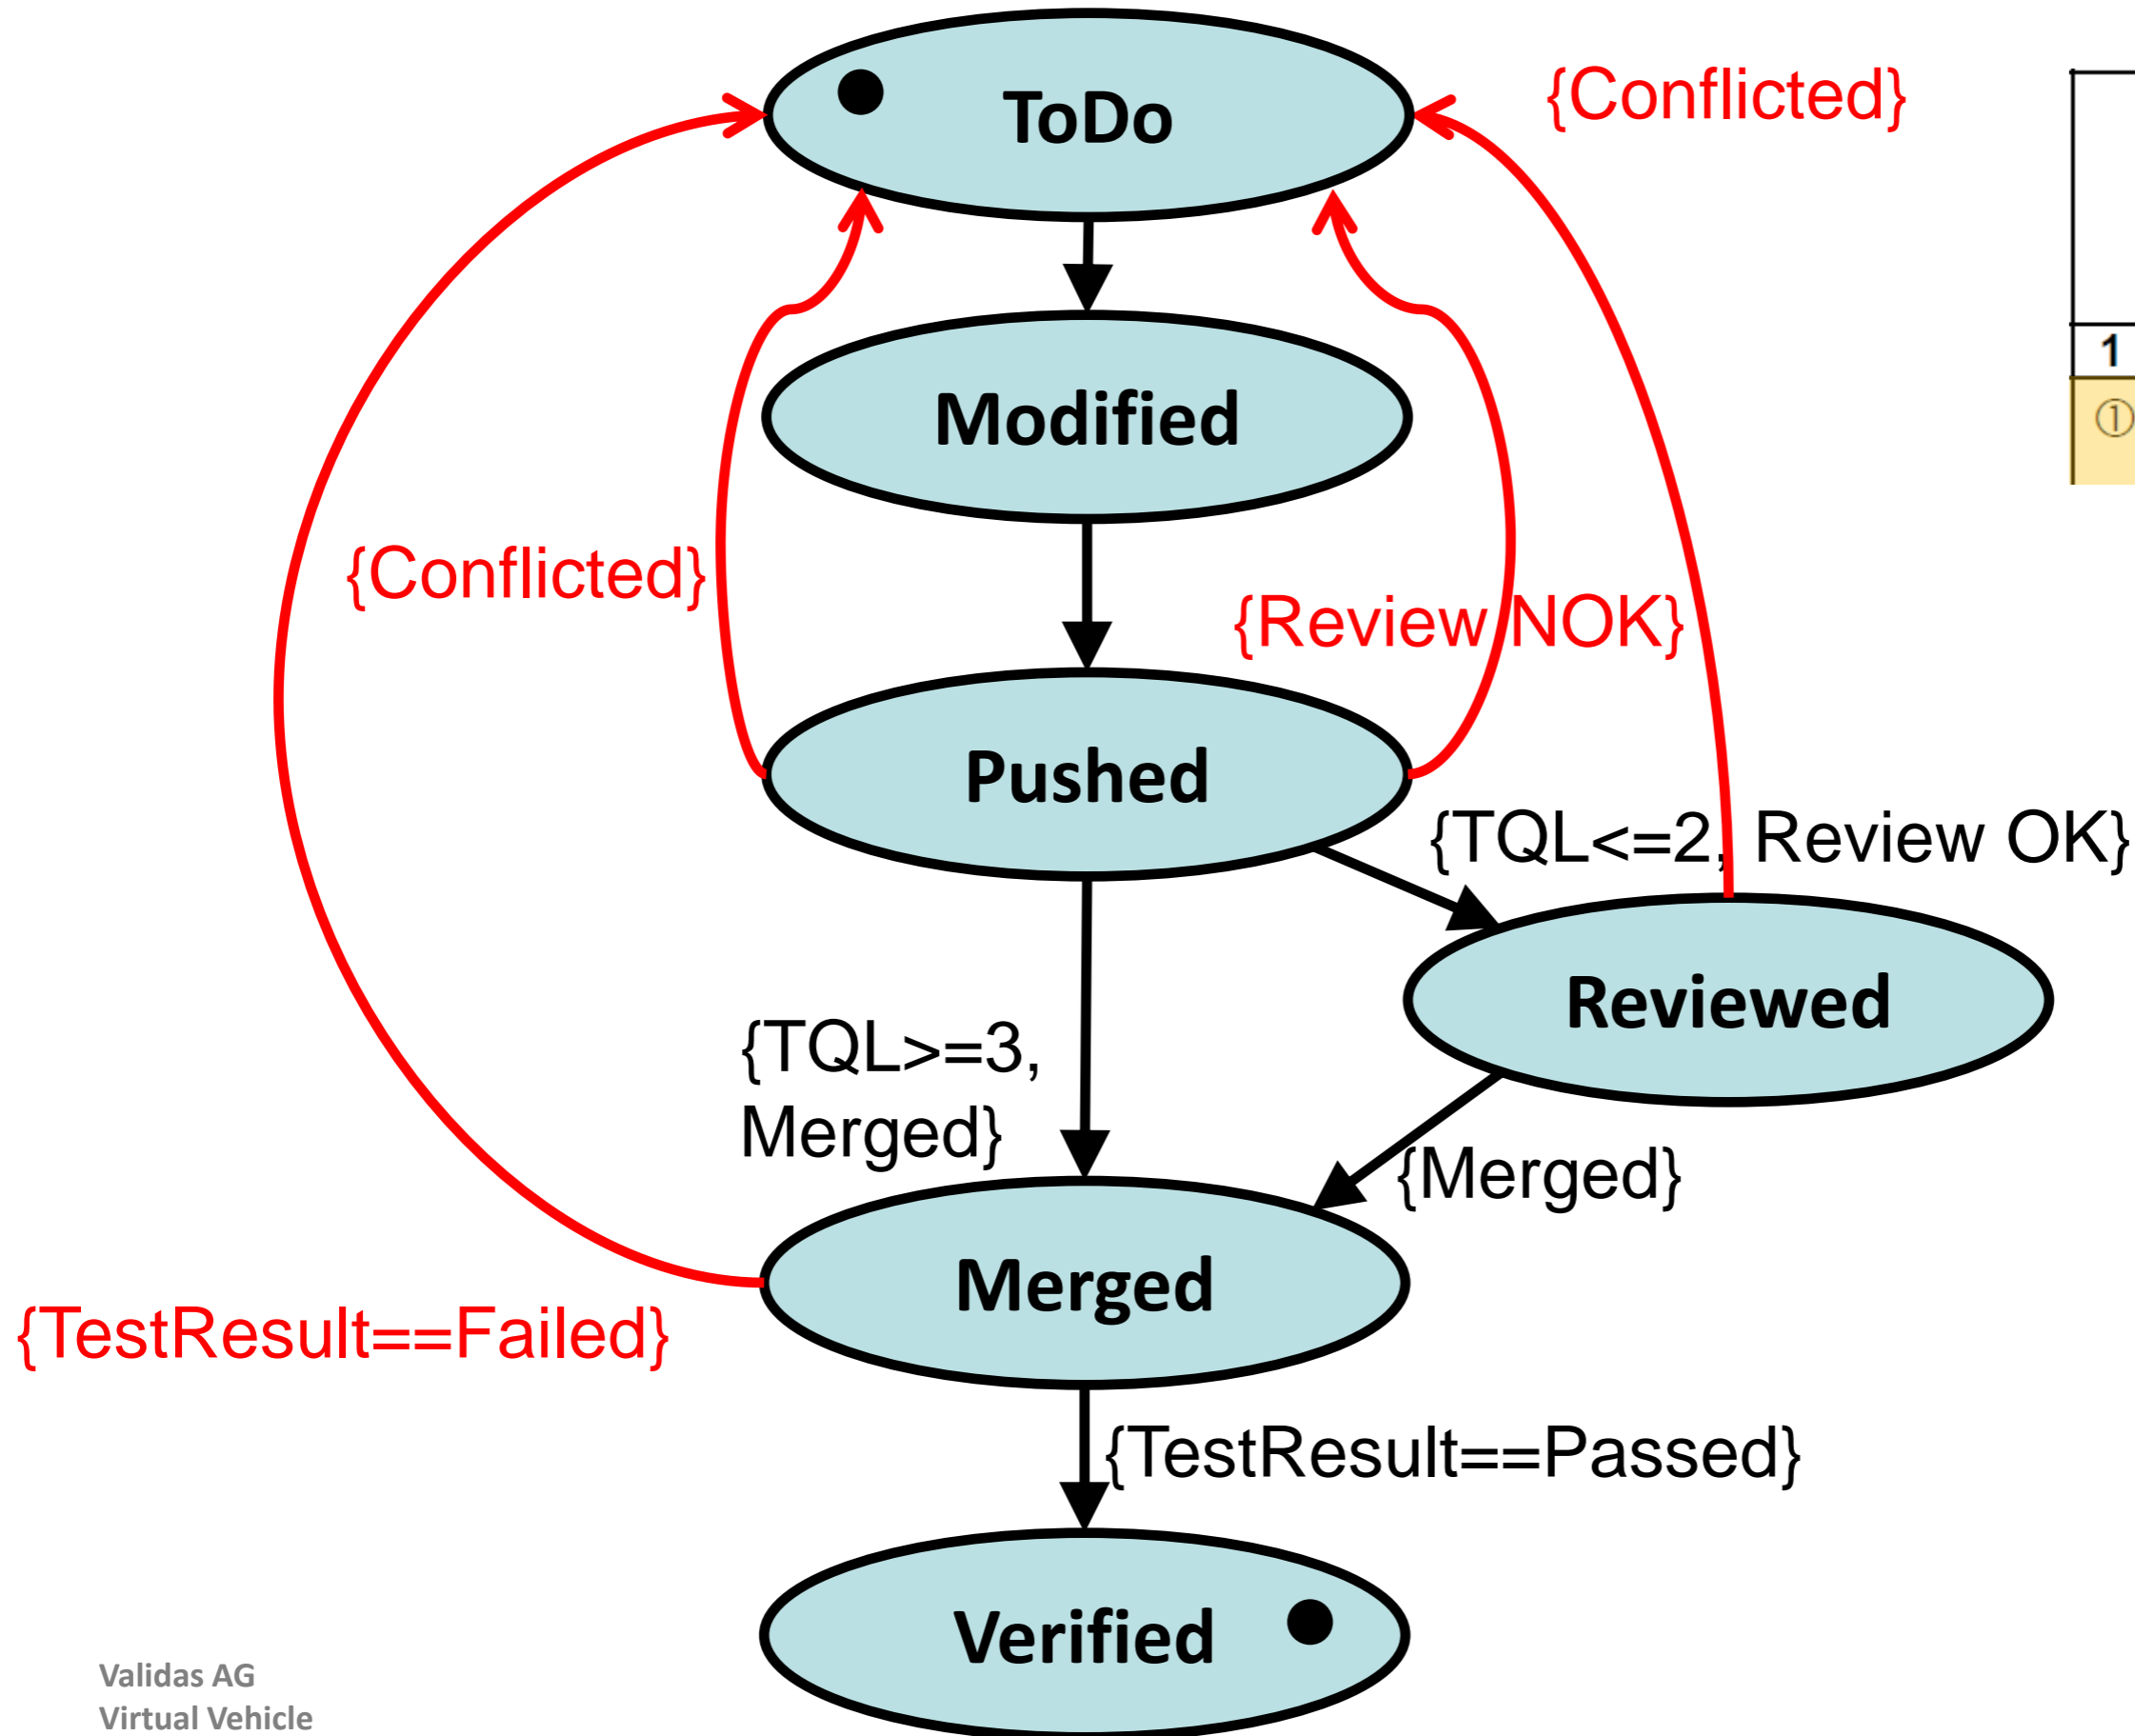 ToDo
{Conflicted}
1
①
Modified
{Conflicted}
{Review NOK}
Pushed
{TQL<=2, Review OK}
Reviewed
{TQL>=3,
Merged}
{Merged}
Merged
{TestResult==Failed}
{TestResult==Passed}
Verified
Validas AG
Virtual Vehicle